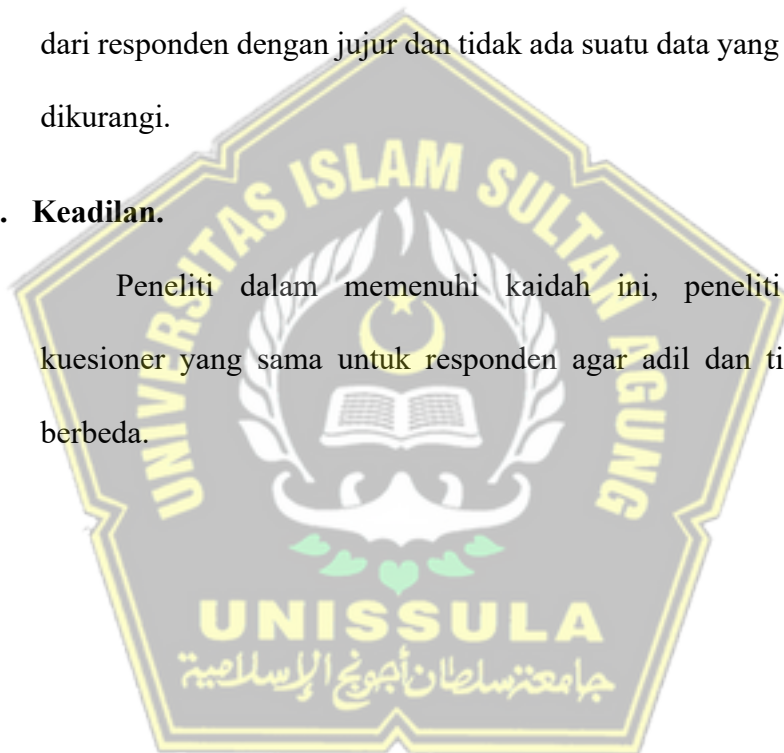 dari responden dengan jujur dan tidak ada suatu data yang
dikurangi.
. Keadilan.
Peneliti dalam memenuhi kaidah ini, peneliti
kuesioner yang sama untuk responden agar adil dan ti
berbeda.
UNIVERSITAS ISLAM SULTAN AGUNG
UNISSULA
جامعة سلطان أجونج الإسلامية